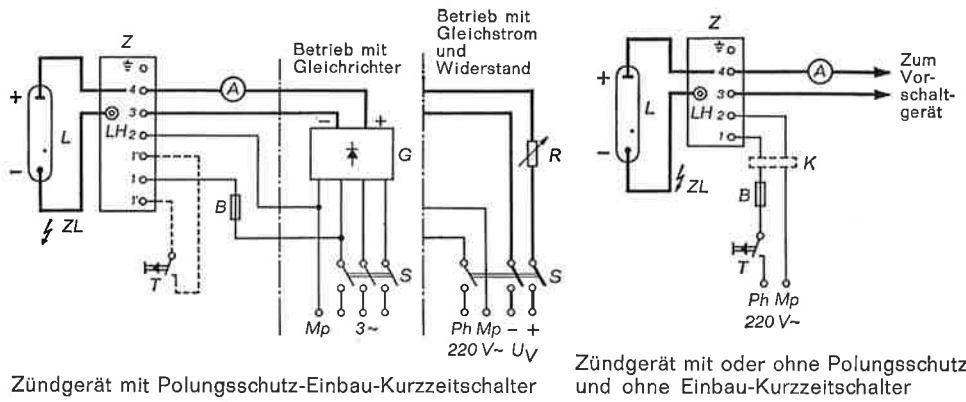 Z
4
3
LH 2
1'
1
1'
+
−
L
ZL
T
A
B
Betrieb mit
Gleichrichter
− +
G
S
Mp 3~
Betrieb mit
Gleichstrom
und
Widerstand
R
S
Ph Mp − +
220 V~ UV
Zündgerät mit Polungsschutz-Einbau-Kurzzeitschalter
Z
4
3
LH 2
1
+
−
L
ZL
A
Zum
Vor-
schalt-
gerät
K
B
T
Ph Mp
220 V~
Zündgerät mit oder ohne Polungsschutz
und ohne Einbau-Kurzzeitschalter